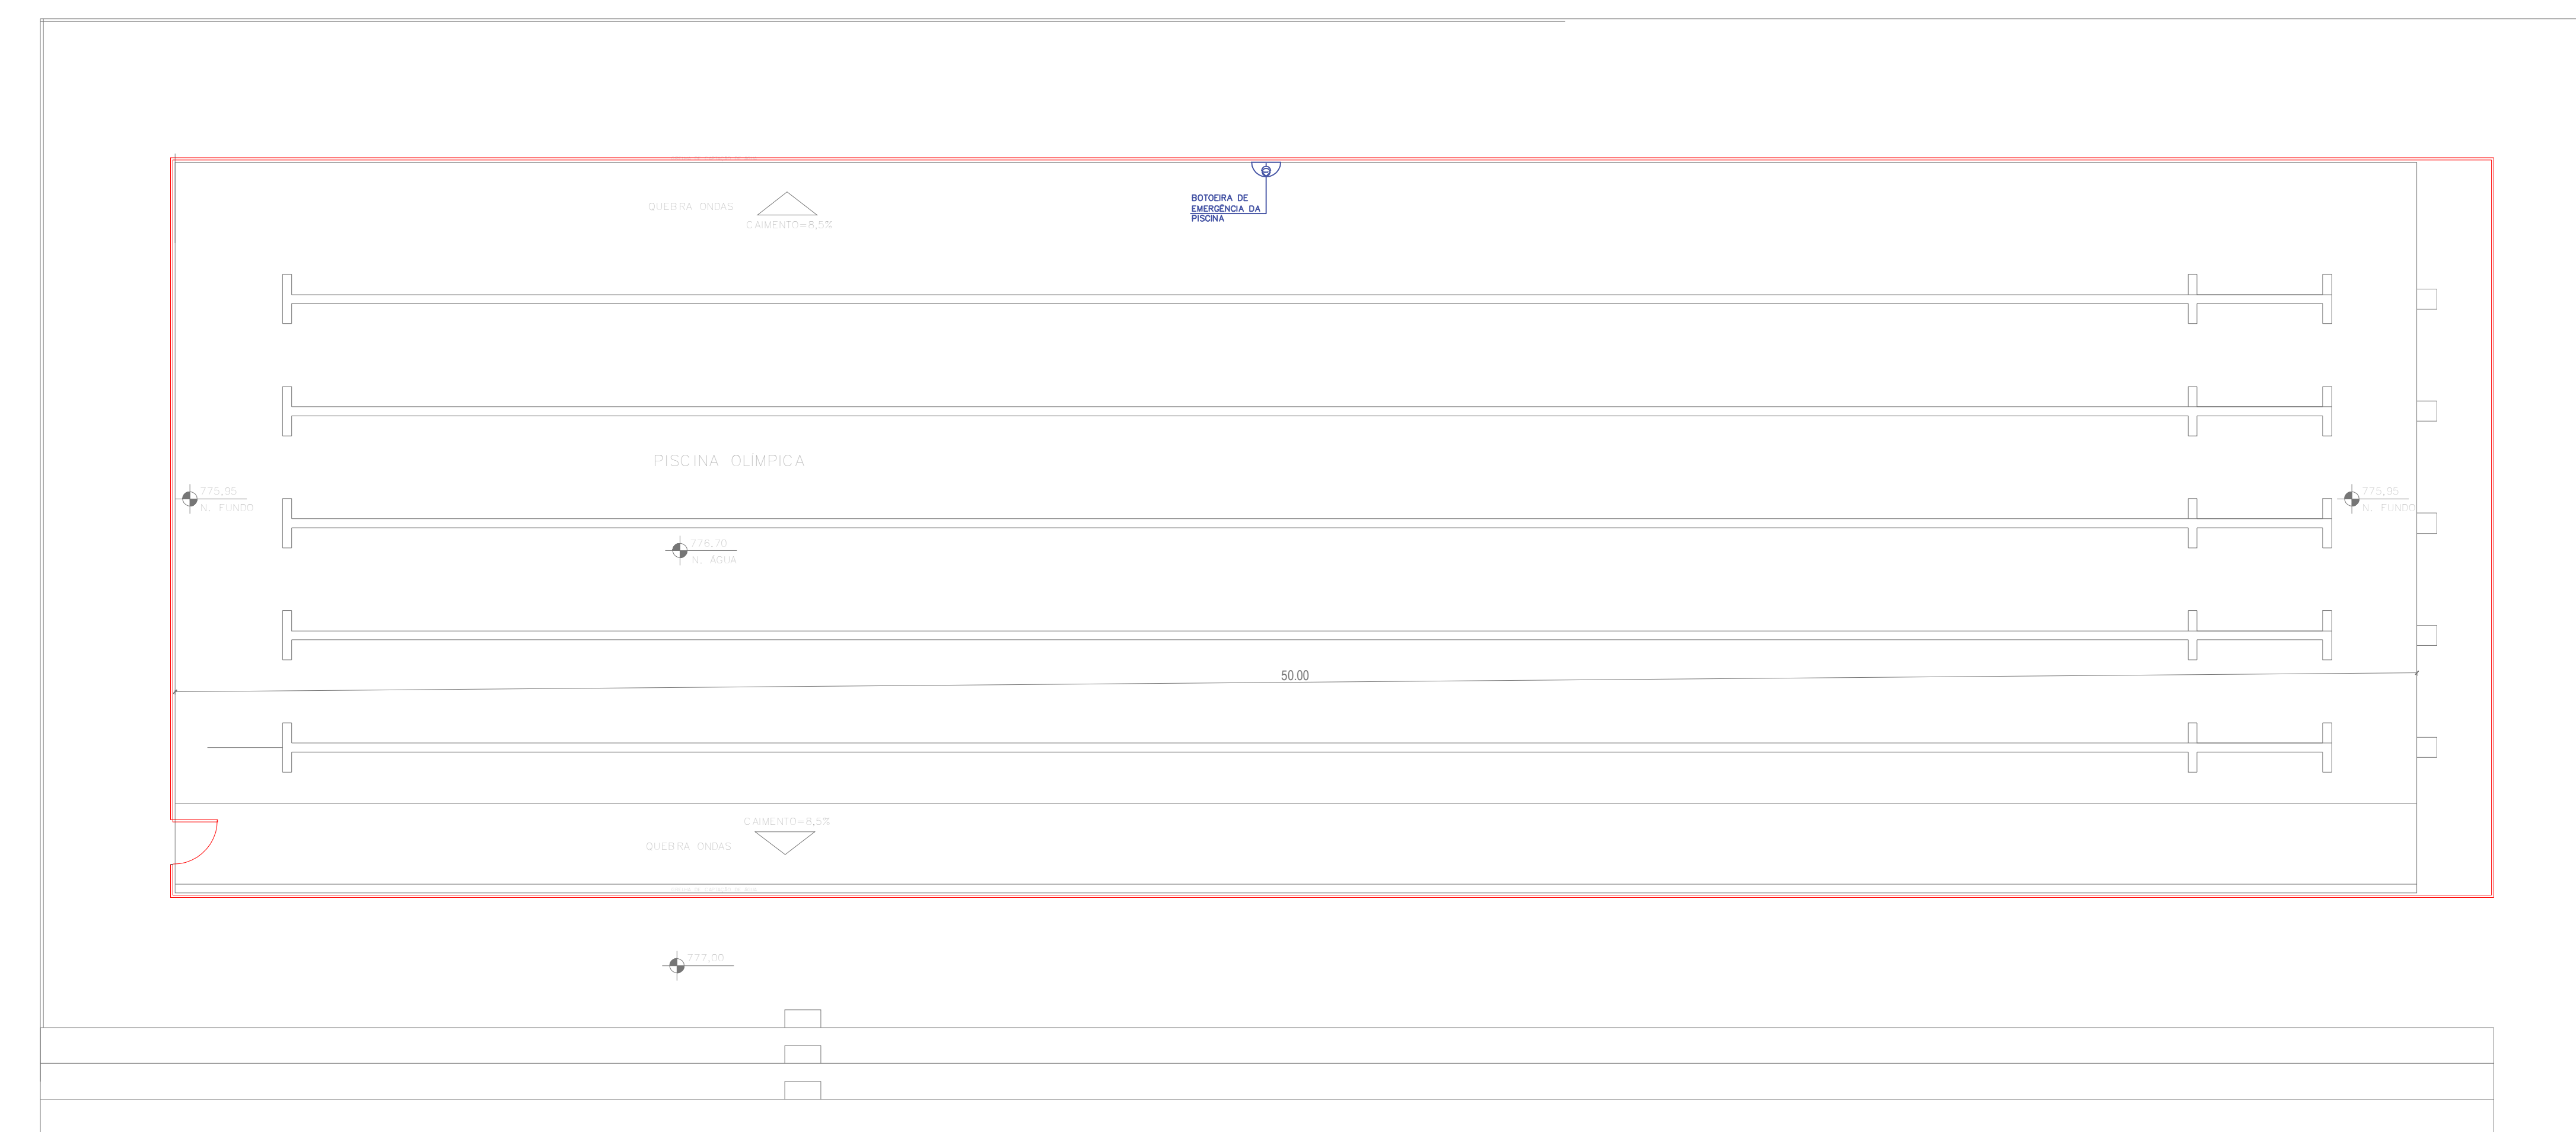 QUEBRA ONDAS
CAIMENTO=8,5%
BOTOEIRA DE
EMERGÊNCIA DA
PISCINA
PISCINA OLÍMPICA
775,95
N. FUNDO
775,95
N. FUNDO
776,70
N. ÁGUA
50.00
CAIMENTO=8,5%
QUEBRA ONDAS
777,00